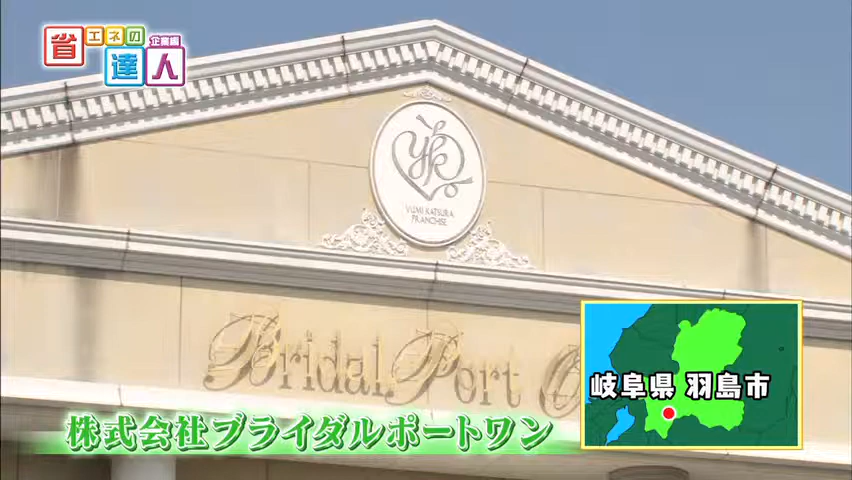 省エネの
企業編
達人
YUMI KATSURA
FRANCHISE
Bridal Port
岐阜県 羽島市
株式会社ブライダルポートワン